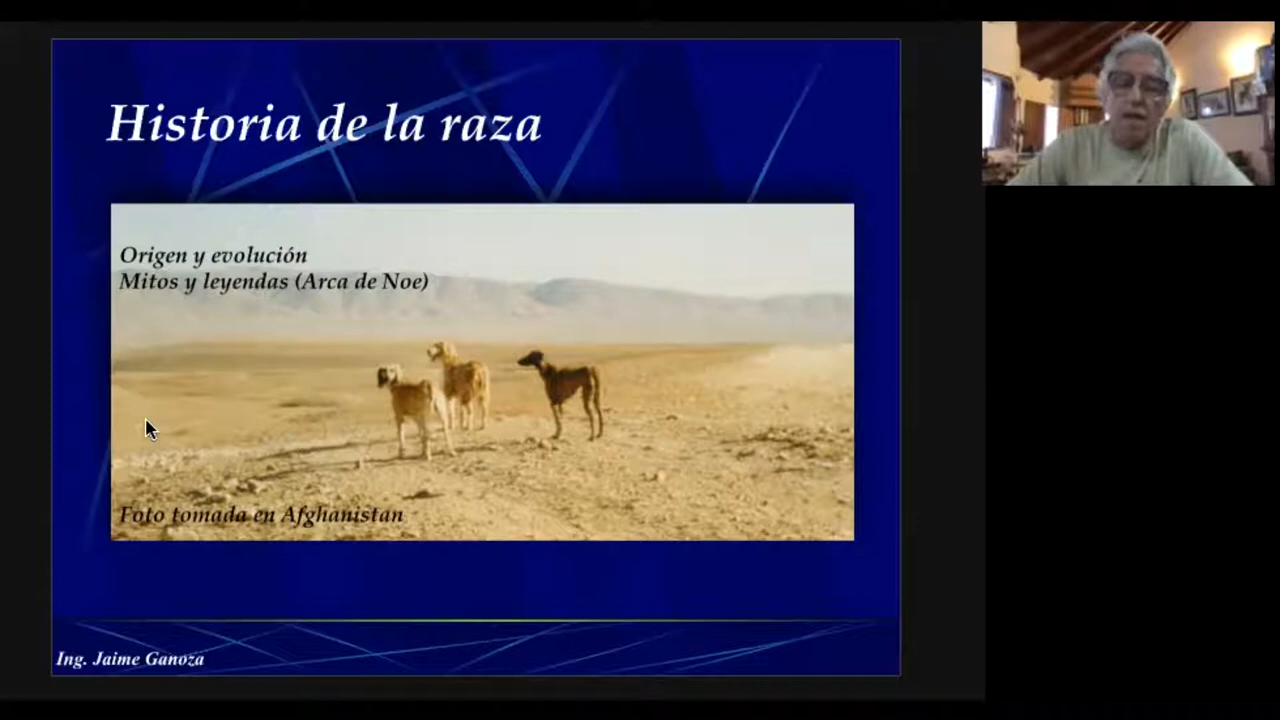 Historia de la raza
Origen y evolución
Mitos y leyendas (Arca de Noe)
Foto tomada en Afghanistan
Ing. Jaime Ganoza